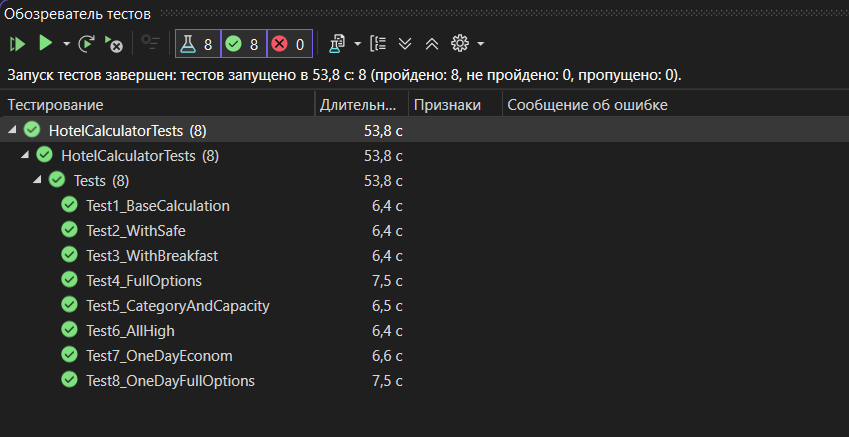 Обозреватель тестов
8 8 0
Запуск тестов завершен: тестов запущено в 53,8 с: 8 (пройдено: 8, не пройдено: 0, пропущено: 0).
Тестирование Длительн... Признаки Сообщение об ошибке
HotelCalculatorTests (8) 53,8 с
HotelCalculatorTests (8) 53,8 с
Tests (8) 53,8 с
Test1_BaseCalculation 6,4 с
Test2_WithSafe 6,4 с
Test3_WithBreakfast 6,4 с
Test4_FullOptions 7,5 с
Test5_CategoryAndCapacity 6,5 с
Test6_AllHigh 6,4 с
Test7_OneDayEconom 6,6 с
Test8_OneDayFullOptions 7,5 с